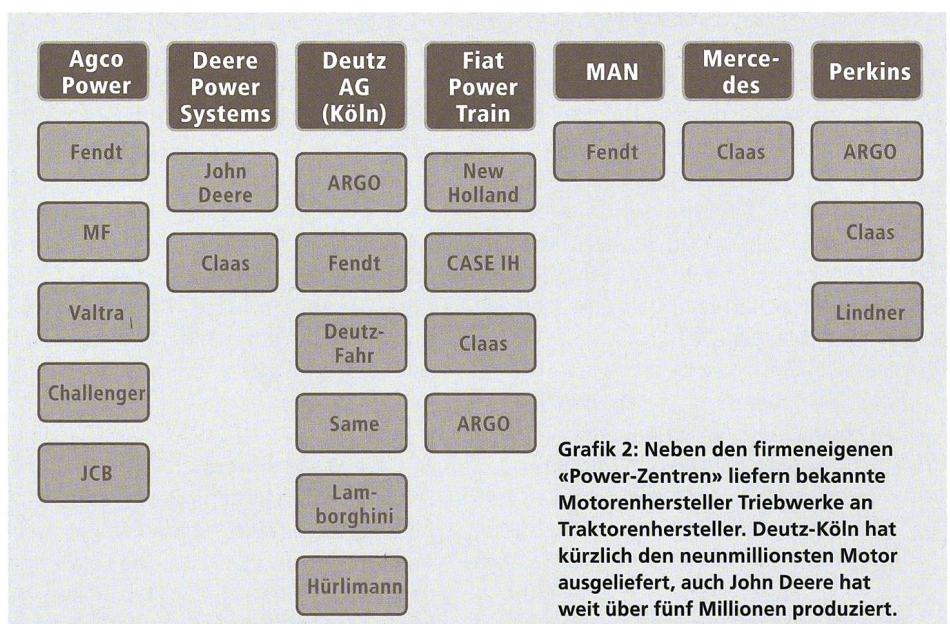 Agco
Power
Fendt
MF
Valtra
Challenger
JCB
Deere
Power
Systems
John
Deere
Claas
Deutz
AG
(Köln)
ARGO
Fendt
Deutz-
Fahr
Same
Lam-
borghini
Hürlimann
Fiat
Power
Train
New
Holland
CASE IH
Claas
ARGO
MAN
Fendt
Merce-
des
Claas
Perkins
ARGO
Claas
Lindner
Grafik 2: Neben den firmeneigenen
«Power-Zentren» liefern bekannte
Motorenhersteller Triebwerke an
Traktorenhersteller. Deutz-Köln hat
kürzlich den neunmillionsten Motor
ausgeliefert, auch John Deere hat
weit über fünf Millionen produziert.